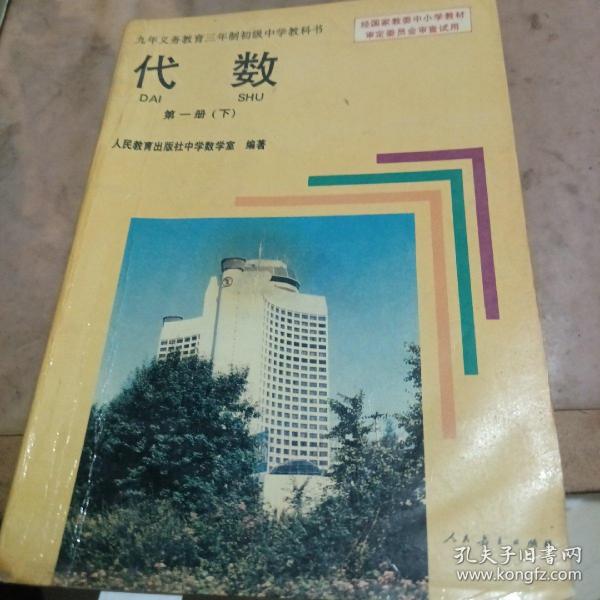 九年义务教育三年制初级中学教科书
经国家教委中小学教材
审定委员会审查试用
代 数
DAI SHU
第一册(下)
人民教育出版社中学数学室 编著
人民教育出版社
孔夫子旧书网
www.kongfz.com